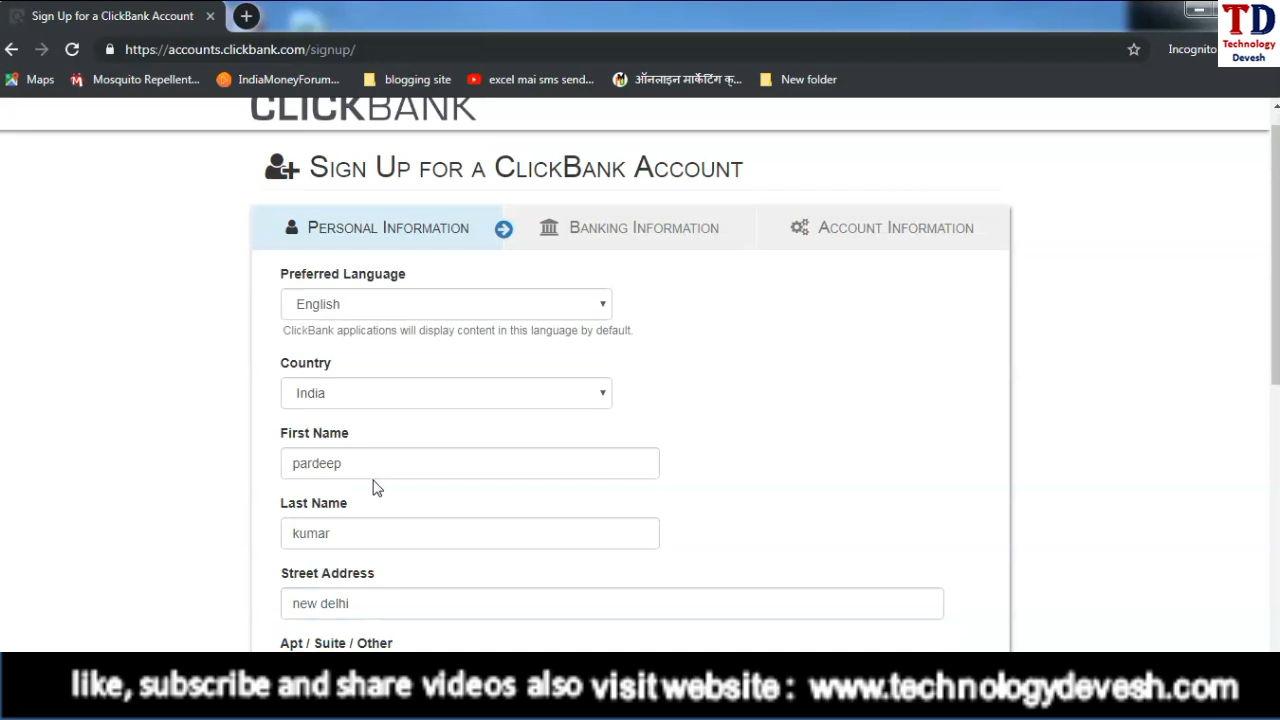 Sign Up for a ClickBank Account
TD
Technology
Devesh
https://accounts.clickbank.com/signup/
Incognito
Maps
Mosquito Repellent...
IndiaMoneyForum...
blogging site
excel mai sms send...
ऑनलाइन मार्केटिंग क्...
New folder
CLICKBANK
Sign Up for a ClickBank Account
Personal Information
Banking Information
Account Information
Preferred Language
English
ClickBank applications will display content in this language by default.
Country
India
First Name
pardeep
Last Name
kumar
Street Address
new delhi
Apt / Suite / Other
like, subscribe and share videos also visit website : www.technologydevesh.com